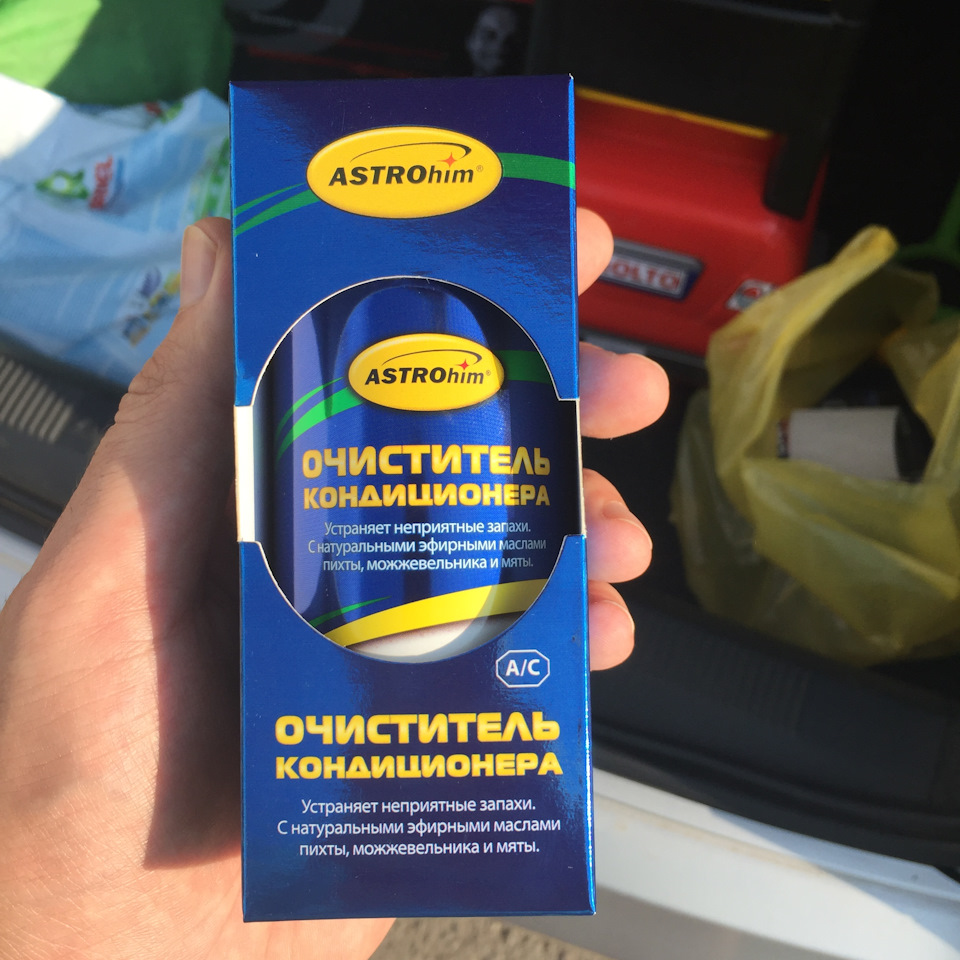 ASTROhim®
ASTROhim®
ОЧИСТИТЕЛЬ
КОНДИЦИОНЕРА
Устраняет неприятные запахи.
С натуральными эфирными маслами
пихты, можжевельника и мяты.
A/C
ОЧИСТИТЕЛЬ
КОНДИЦИОНЕРА
Устраняет неприятные запахи.
С натуральными эфирными маслами
пихты, можжевельника и мяты.
ARIEL